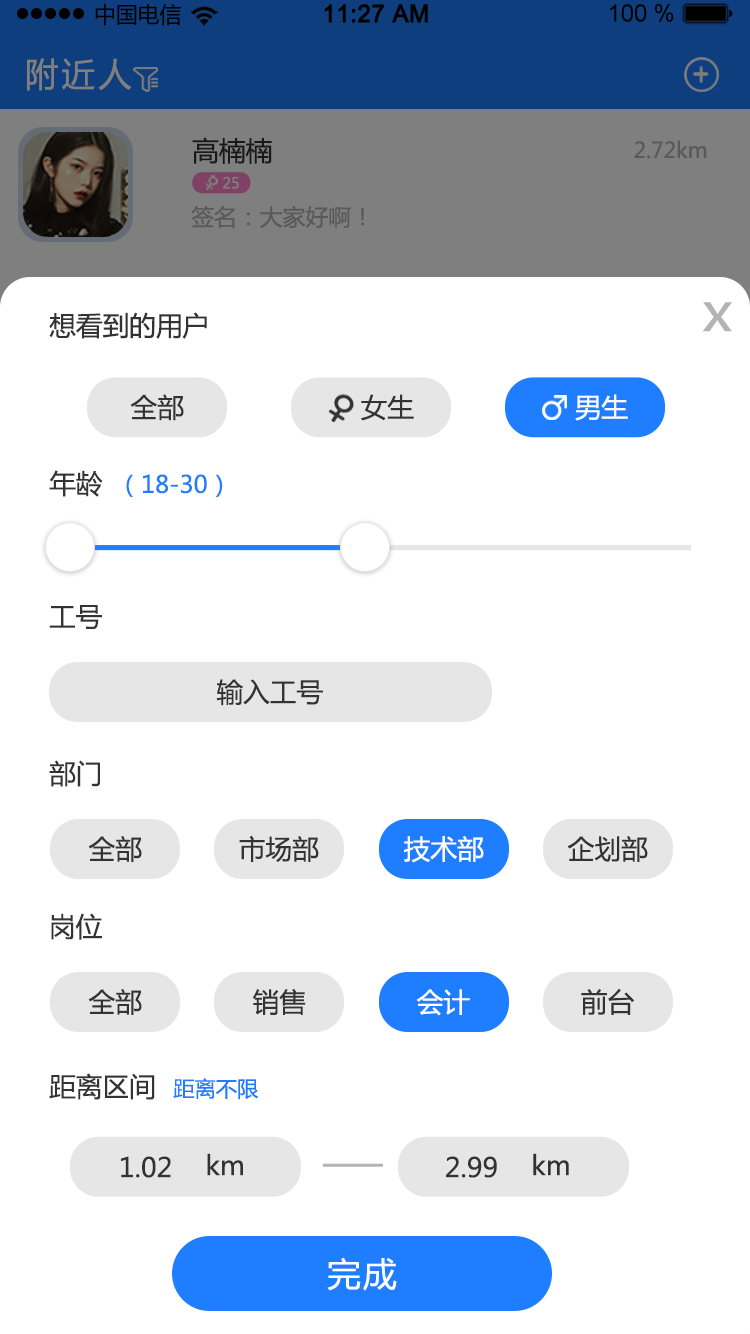 中国电信 11:27 AM 100 %
附近人
高楠楠 2.72km
25
签名：大家好啊！
想看到的用户 X
全部 女生 男生
年龄 （18-30）
工号
输入工号
部门
全部 市场部 技术部 企划部
岗位
全部 销售 会计 前台
距离区间 距离不限
1.02 km 2.99 km
完成